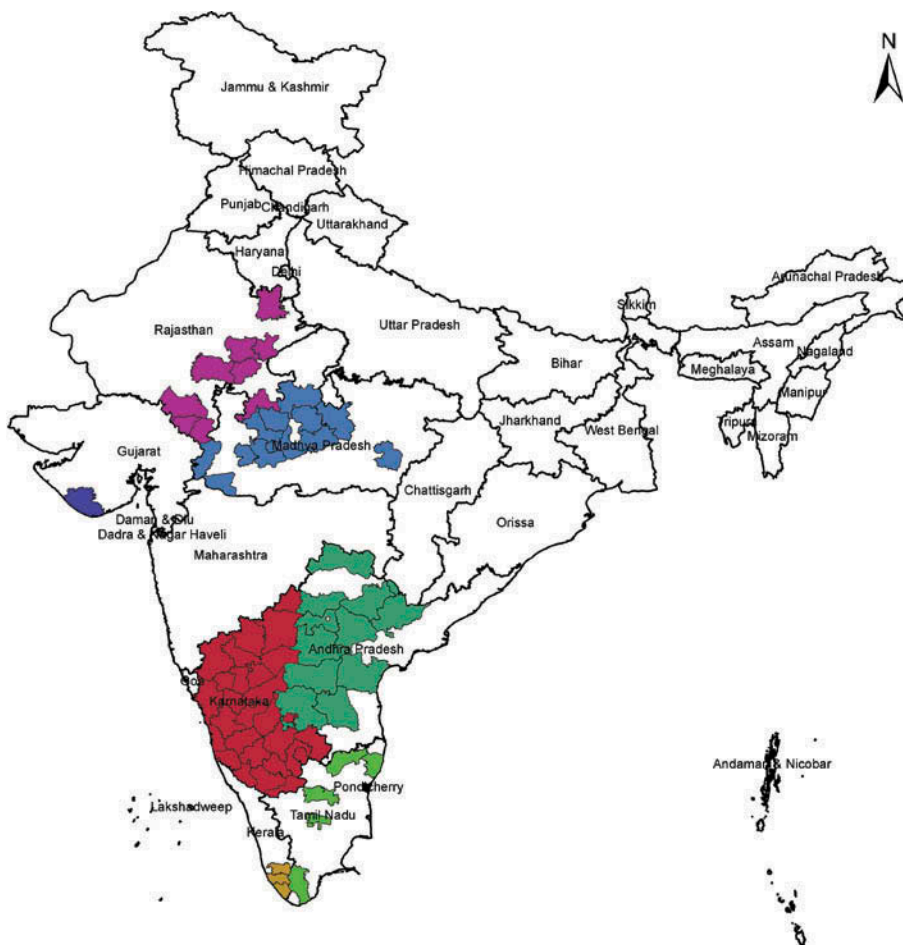 N
Jammu & Kashmir
Himachal Pradesh
Punjab
Chandigarh
Uttarakhand
Haryana
Delhi
Arunachal Pradesh
Sikkim
Rajasthan
Uttar Pradesh
Assam
Nagaland
Bihar
Meghalaya
Manipur
Jharkhand
Tripura
West Bengal
Mizoram
Madhya Pradesh
Gujarat
Chattisgarh
Daman & Diu
Orissa
Dadra & Nagar Haveli
Maharashtra
Andhra Pradesh
Goa
Karnataka
Andaman & Nicobar
Pondicherry
Lakshadweep
Tamil Nadu
Kerala